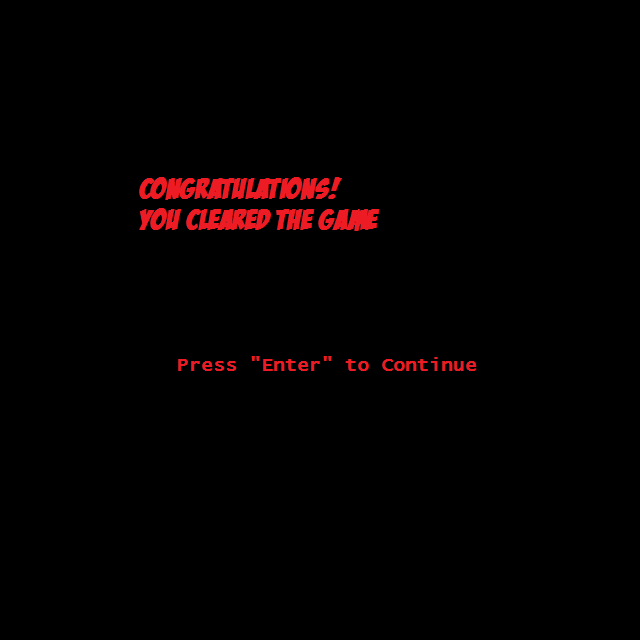 CONGRATULATIONS!
YOU CLEARED THE GAME
Press "Enter" to Continue